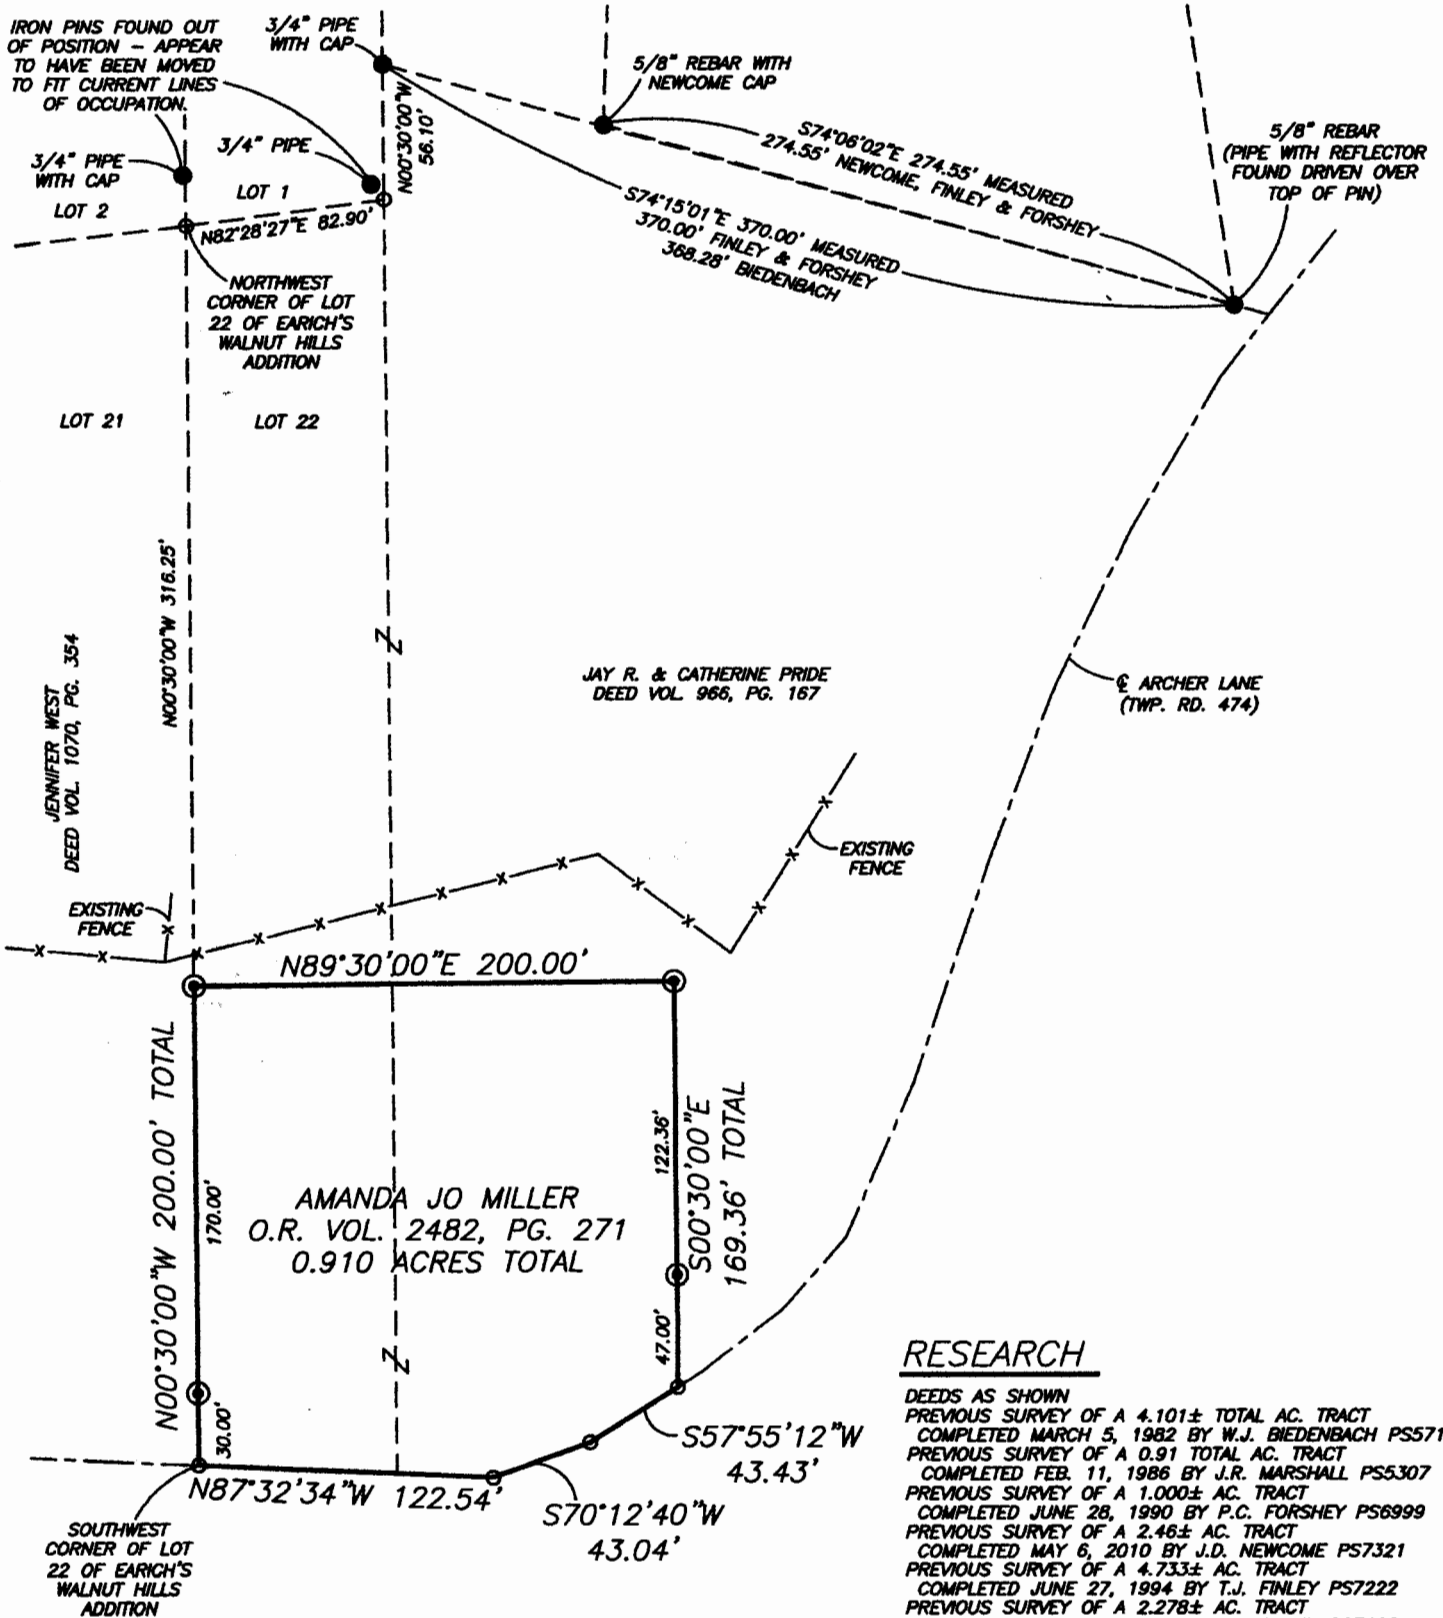 IRON PINS FOUND OUT
OF POSITION - APPEAR
TO HAVE BEEN MOVED
TO FIT CURRENT LINES
OF OCCUPATION.
3/4" PIPE
WITH CAP
5/8" REBAR WITH
NEWCOME CAP
N00°30'00"W
56.10'
3/4" PIPE
WITH CAP
3/4" PIPE
LOT 2
LOT 1
N82°28'27"E 82.90'
S74°06'02"E 274.55' MEASURED
274.55' NEWCOME, FINLEY & FORSHEY
S74°15'01"E 370.00' MEASURED
370.00' FINLEY & FORSHEY
368.28' BIEDENBACH
5/8" REBAR
(PIPE WITH REFLECTOR
FOUND DRIVEN OVER
TOP OF PIN)
NORTHWEST
CORNER OF LOT
22 OF EARICH'S
WALNUT HILLS
ADDITION
LOT 21
LOT 22
N00°30'00"W 316.25'
JENNIFER WEST
DEED VOL. 1070, PG. 354
Z
JAY R. & CATHERINE PRIDE
DEED VOL. 966, PG. 167
℄ ARCHER LANE
(TWP. RD. 474)
EXISTING
FENCE
EXISTING
FENCE
N89°30'00"E 200.00'
N00°30'00"W 200.00' TOTAL
170.00'
30.00'
AMANDA JO MILLER
O.R. VOL. 2482, PG. 271
0.910 ACRES TOTAL
122.36'
S00°30'00"E
169.36' TOTAL
47.00'
Z
S57°55'12"W
43.43'
S70°12'40"W
43.04'
N87°32'34"W 122.54'
SOUTHWEST
CORNER OF LOT
22 OF EARICH'S
WALNUT HILLS
ADDITION
RESEARCH
DEEDS AS SHOWN
PREVIOUS SURVEY OF A 4.101± TOTAL AC. TRACT
COMPLETED MARCH 5, 1982 BY W.J. BIEDENBACH PS571
PREVIOUS SURVEY OF A 0.91 TOTAL AC. TRACT
COMPLETED FEB. 11, 1986 BY J.R. MARSHALL PS5307
PREVIOUS SURVEY OF A 1.000± AC. TRACT
COMPLETED JUNE 28, 1990 BY P.C. FORSHEY PS6999
PREVIOUS SURVEY OF A 2.46± AC. TRACT
COMPLETED MAY 6, 2010 BY J.D. NEWCOME PS7321
PREVIOUS SURVEY OF A 4.733± AC. TRACT
COMPLETED JUNE 27, 1994 BY T.J. FINLEY PS7222
PREVIOUS SURVEY OF A 2.278± AC. TRACT